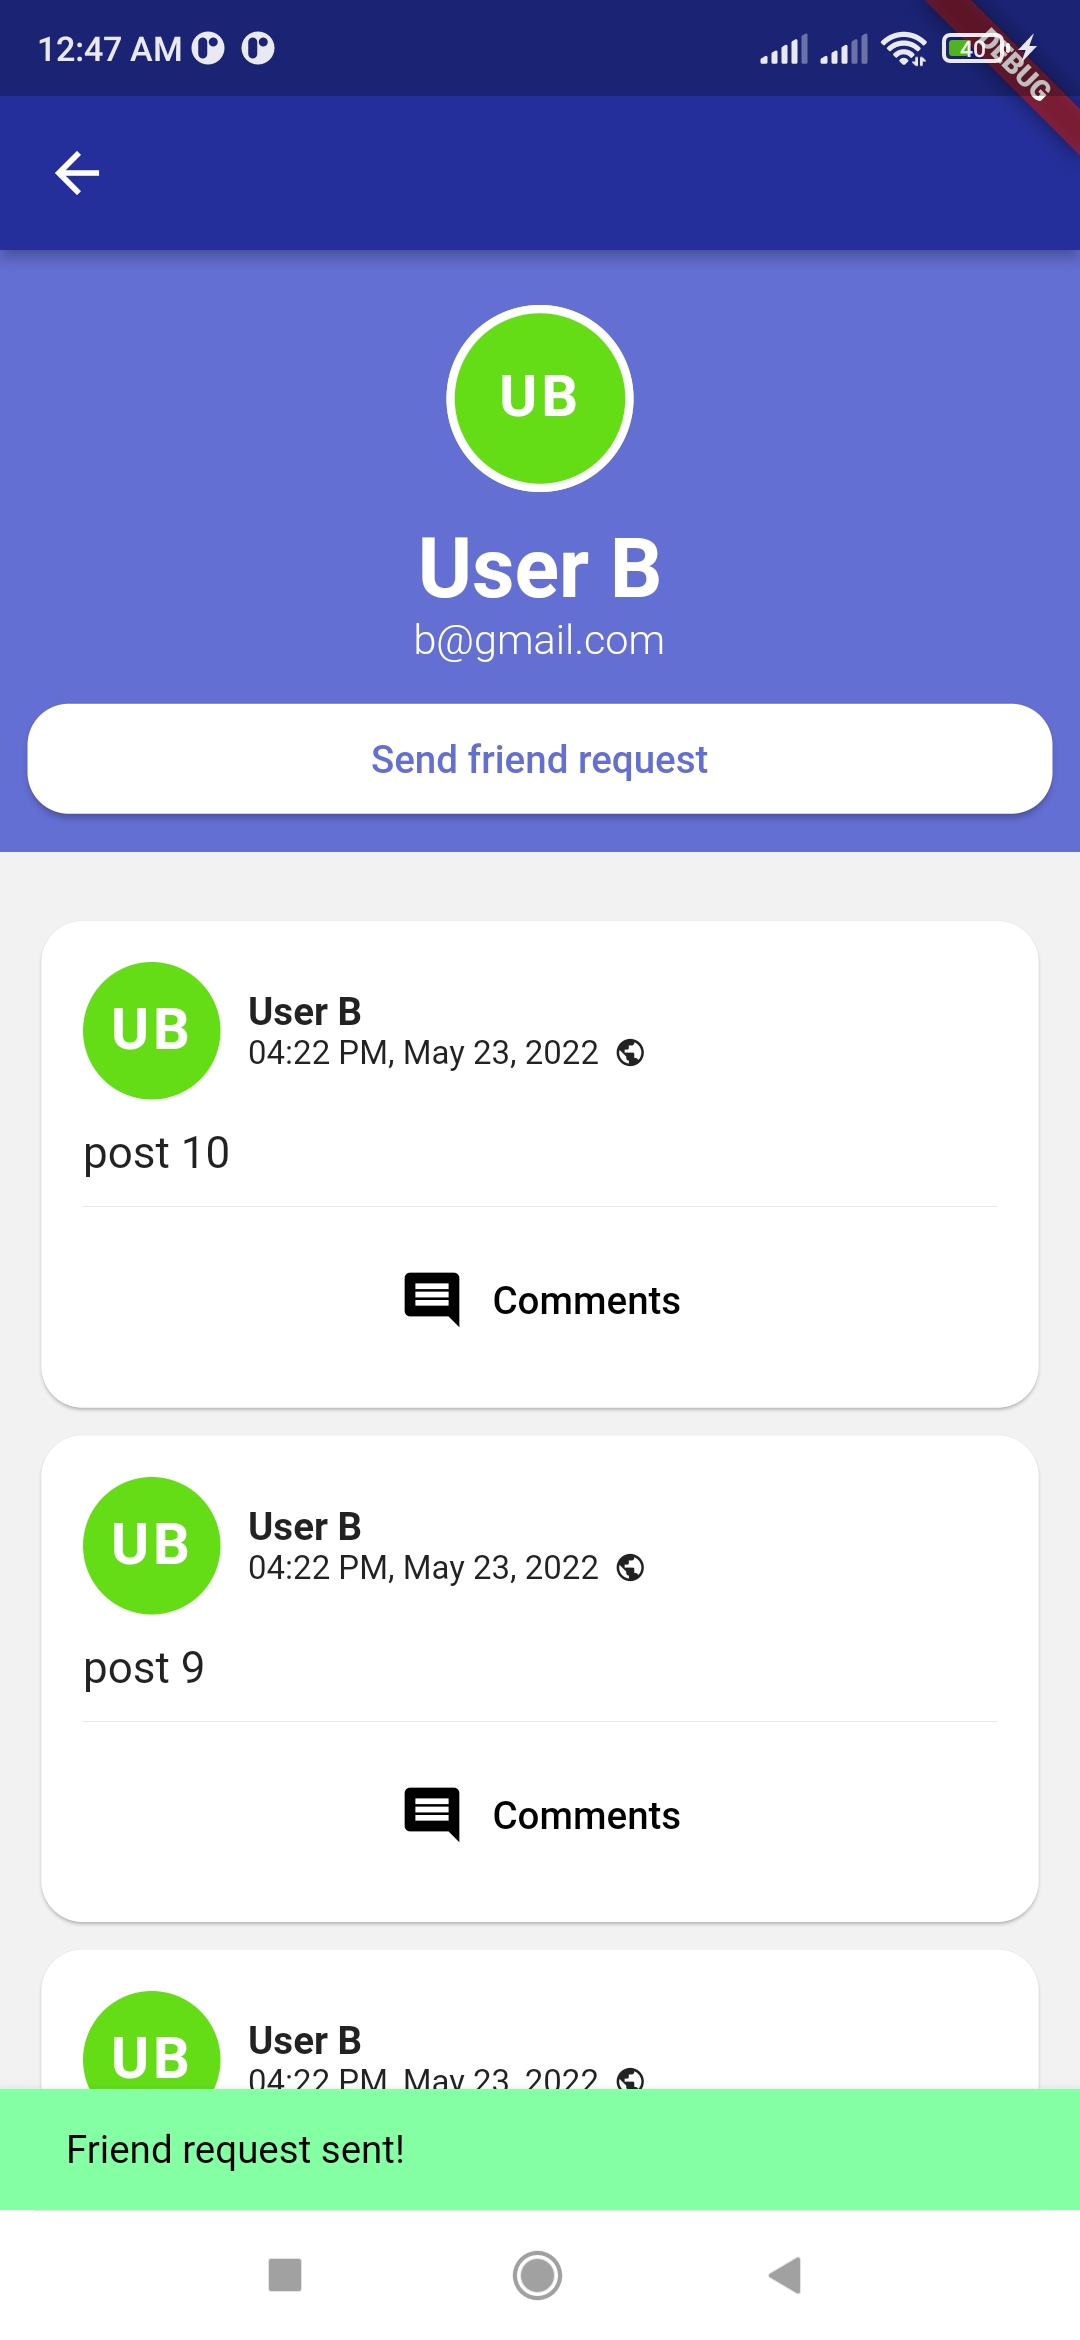 12:47 AM
40
DEBUG
UB
User B
b@gmail.com
Send friend request
UB
User B
04:22 PM, May 23, 2022
post 10
Comments
UB
User B
04:22 PM, May 23, 2022
post 9
Comments
UB
User B
04:22 PM, May 23, 2022
Friend request sent!